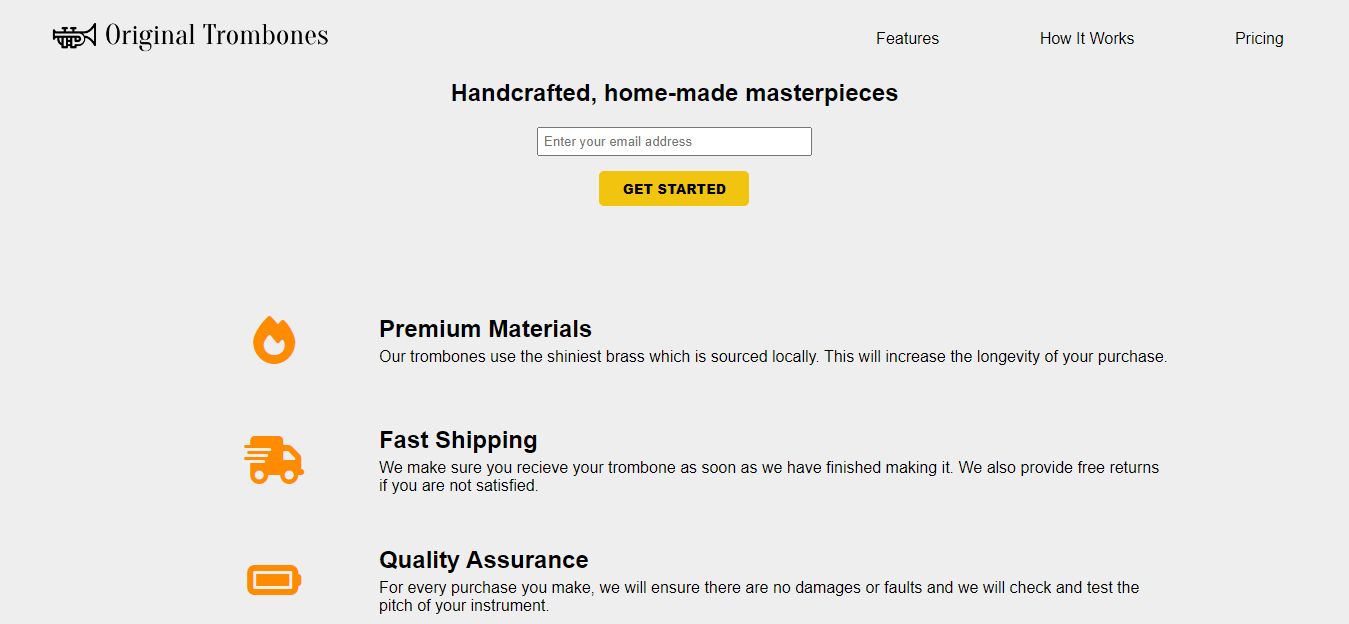 Original Trombones
Features
How It Works
Pricing
Handcrafted, home-made masterpieces
Enter your email address
GET STARTED
Premium Materials
Our trombones use the shiniest brass which is sourced locally. This will increase the longevity of your purchase.
Fast Shipping
We make sure you recieve your trombone as soon as we have finished making it. We also provide free returns
if you are not satisfied.
Quality Assurance
For every purchase you make, we will ensure there are no damages or faults and we will check and test the
pitch of your instrument.